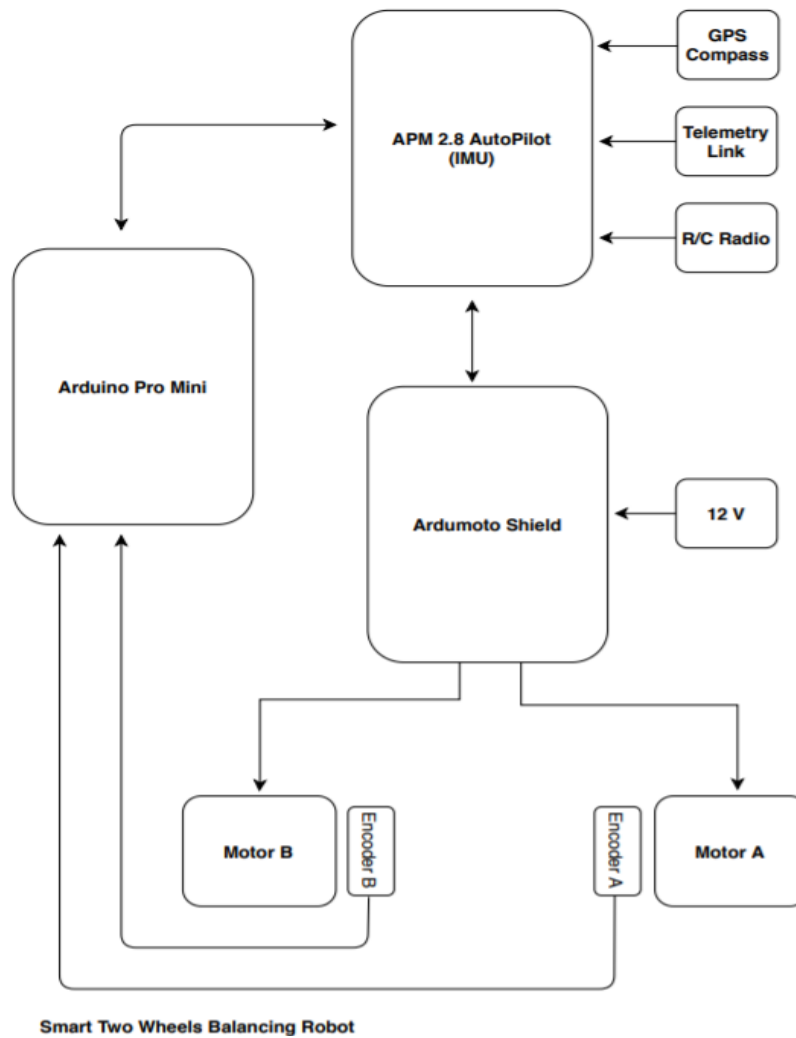 GPS
Compass
APM 2.8 AutoPilot
(IMU)
Telemetry
Link
R/C Radio
Arduino Pro Mini
Ardumoto Shield
12 V
Motor B
Encoder B
Encoder A
Motor A
Smart Two Wheels Balancing Robot